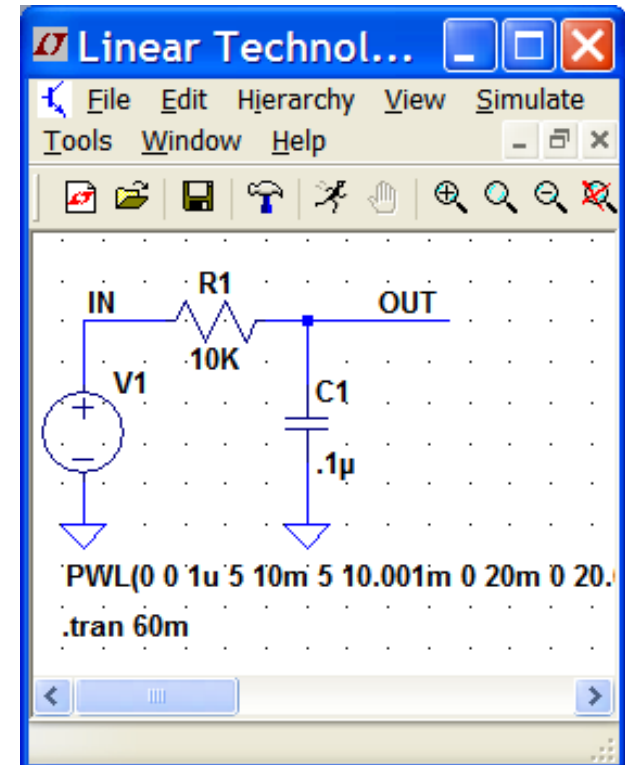 Linear Technol...
File Edit Hierarchy View Simulate
Tools Window Help
R1
IN
OUT
10K
V1
C1
.1µ
PWL(0 0 1u 5 10m 5 10.001m 0 20m 0 20.
.tran 60m